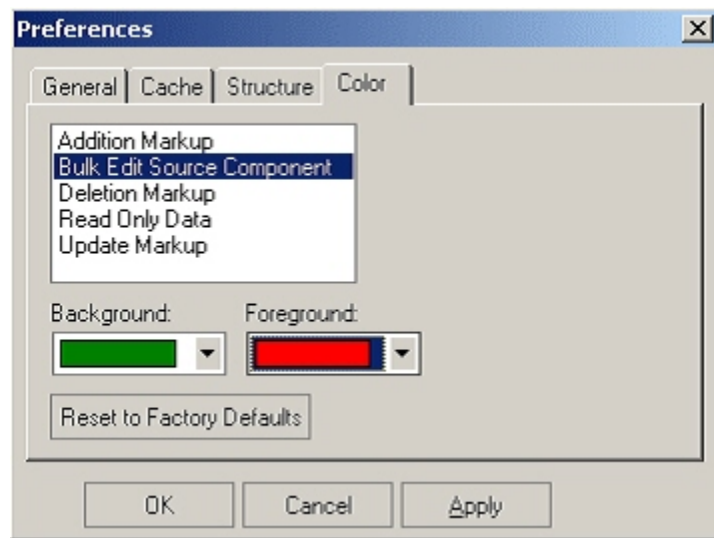 Preferences
General Cache Structure Color
Addition Markup
Bulk Edit Source Component
Deletion Markup
Read Only Data
Update Markup
Background: Foreground:
Reset to Factory Defaults
OK Cancel Apply